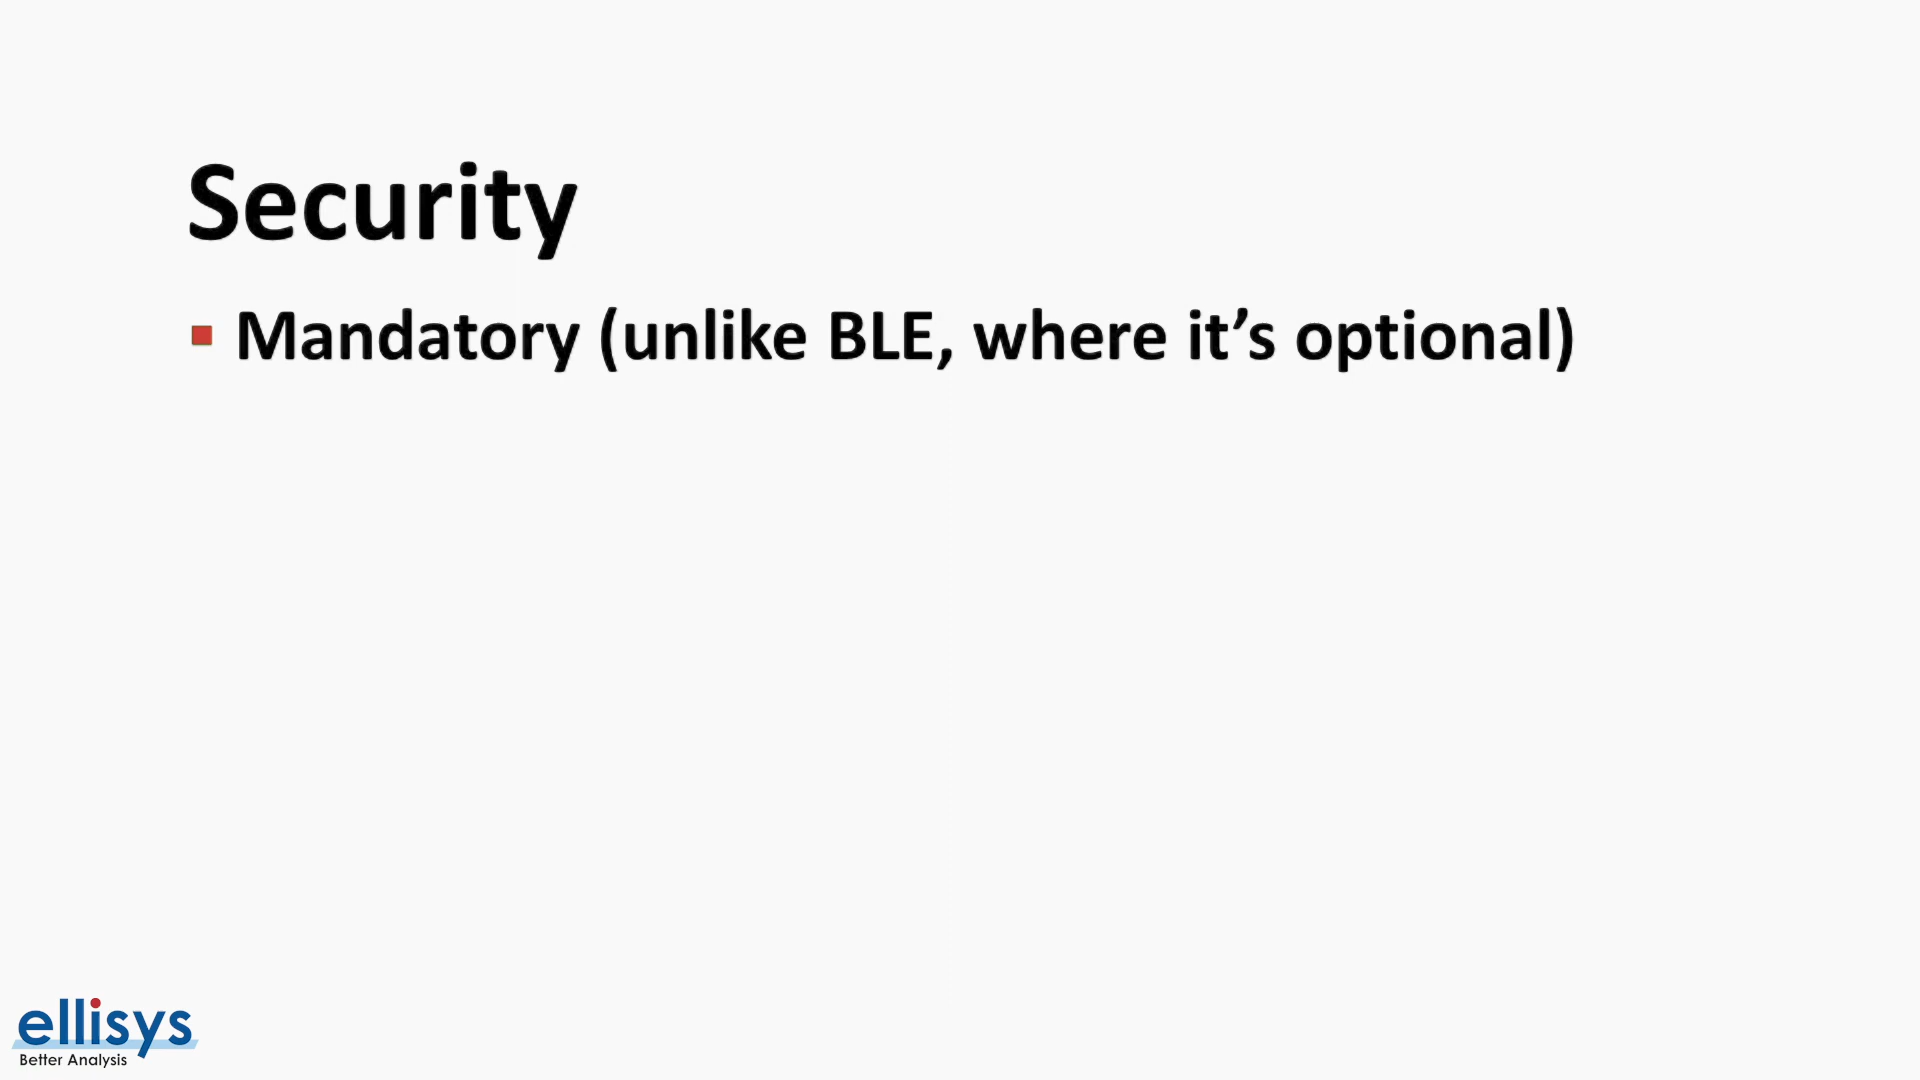 Security
Mandatory (unlike BLE, where it’s optional)
ellisys
Better Analysis